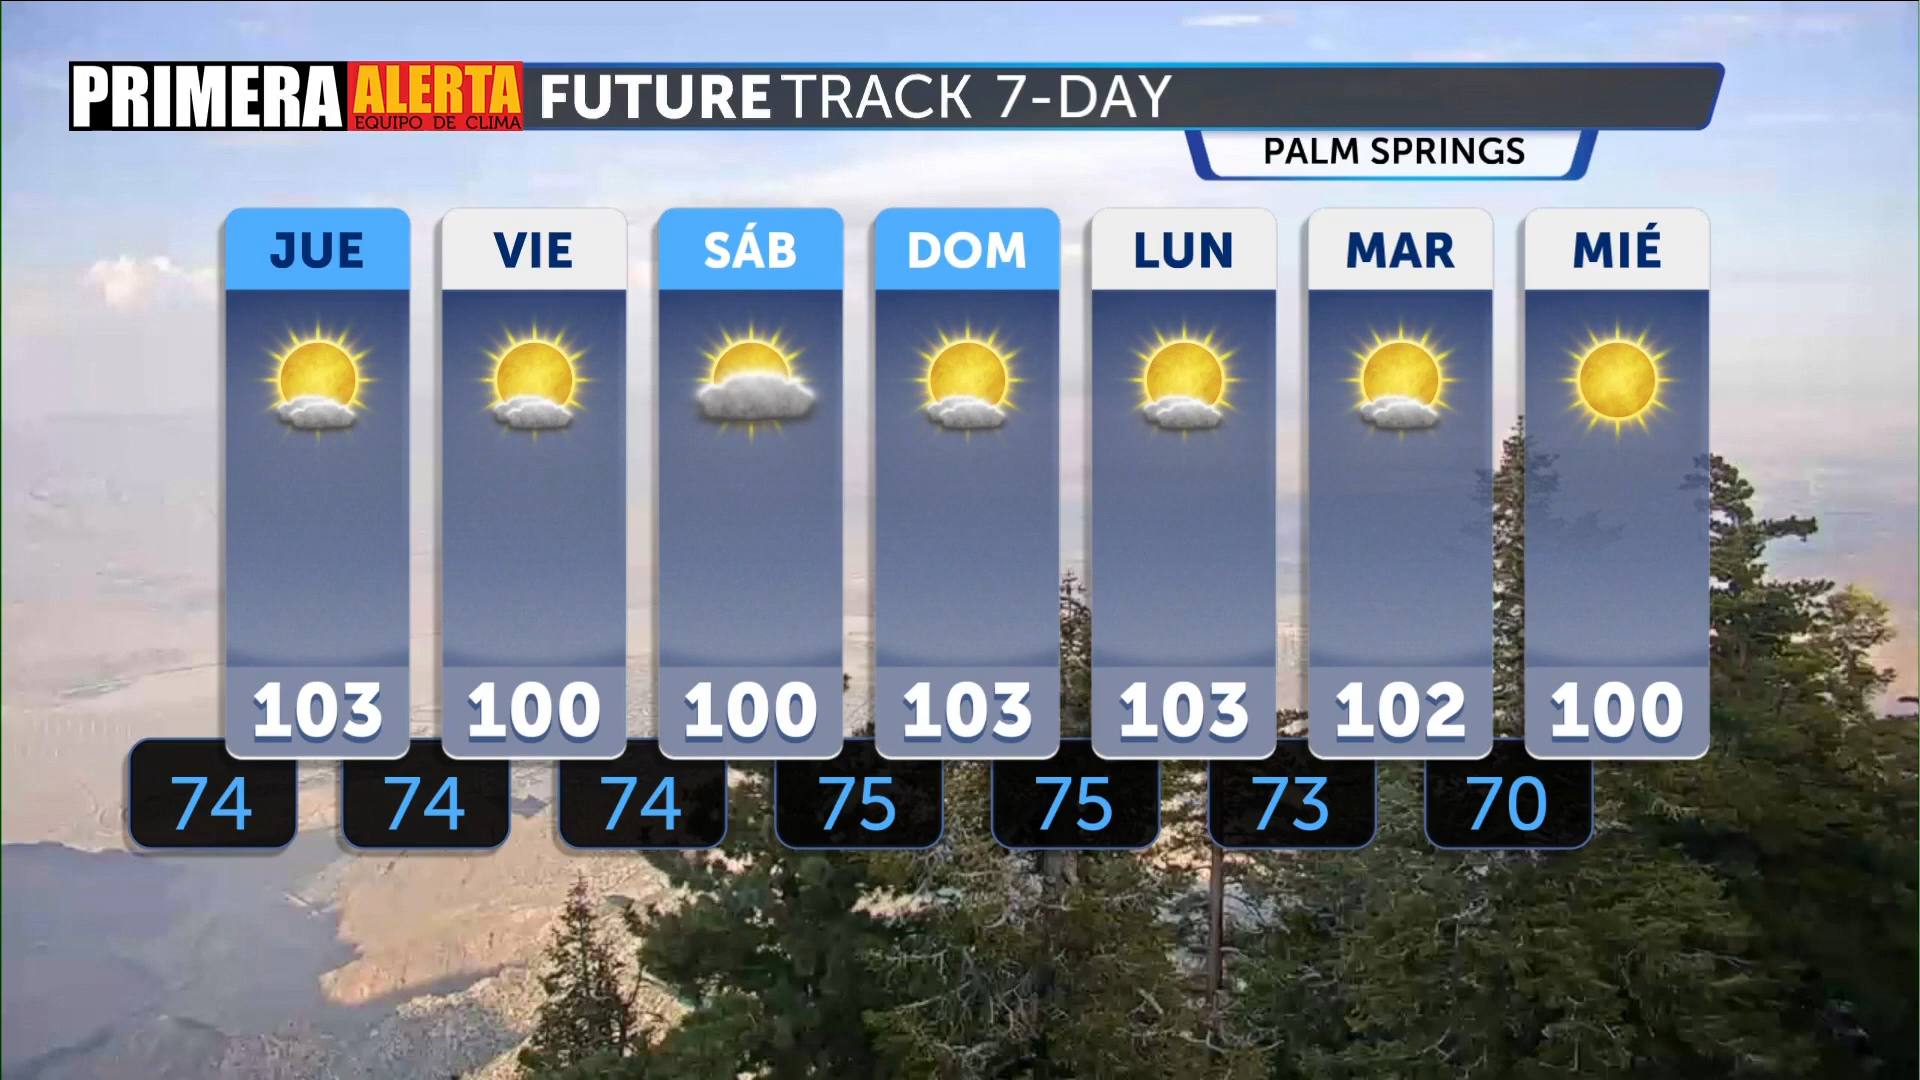 PRIMERA ALERTA EQUIPO DE CLIMA FUTURE TRACK 7-DAY
PALM SPRINGS
JUE VIE SÁB DOM LUN MAR MIÉ
103 100 100 103 103 102 100
74 74 74 75 75 73 70